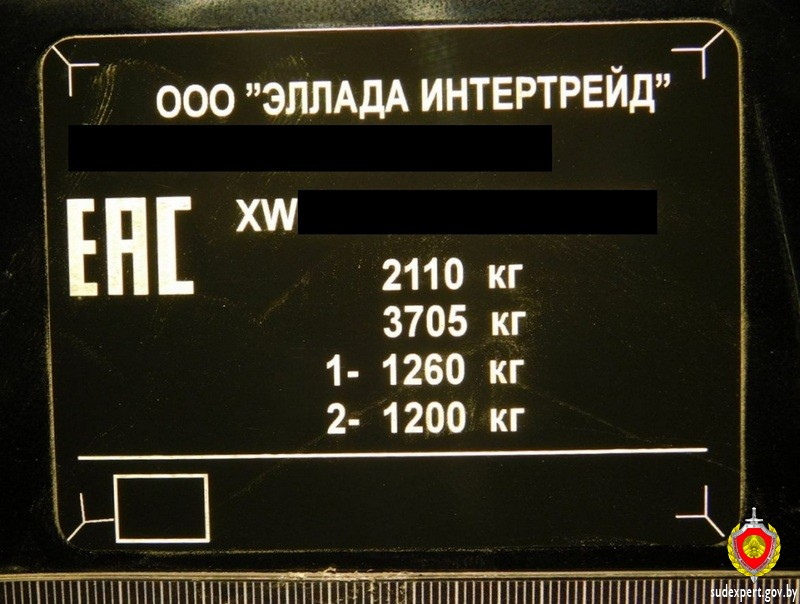 ООО "ЭЛЛАДА ИНТЕРТРЕЙД"
XW
EAC
2110 кг
3705 кг
1- 1260 кг
2- 1200 кг
sudexpert.gov.by